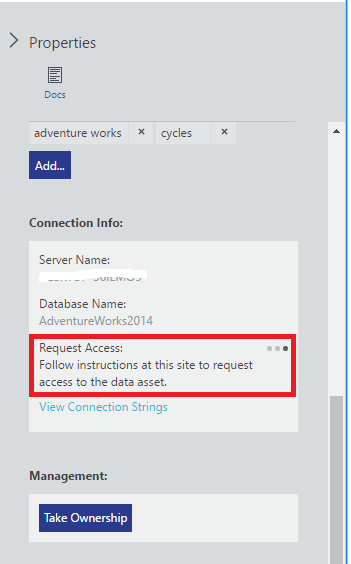 Properties
Docs
adventure works × cycles ×
Add...
Connection Info:
Server Name:
Database Name:
AdventureWorks2014
Request Access:
Follow instructions at this site to request
access to the data asset.
View Connection Strings
Management:
Take Ownership